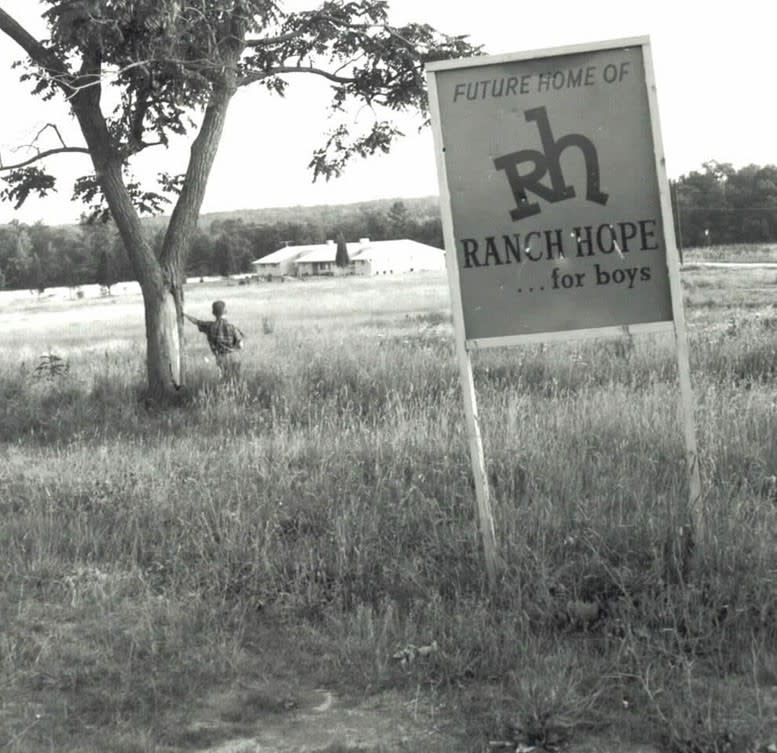 FUTURE HOME OF
Rh
RANCH HOPE
...for boys